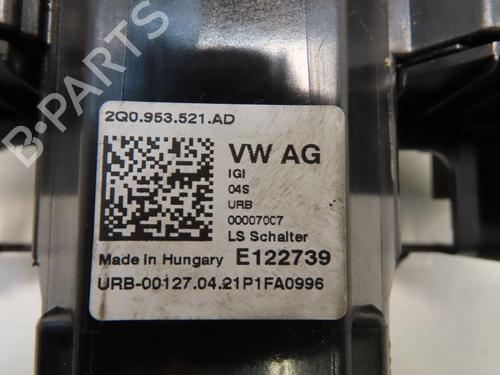 2Q0.953.521.AD
VW AG
IGI
04S
URB
00007007
LS Schalter
Made in Hungary E122739
URB-00127.04.21P1FA0996
B-PARTS